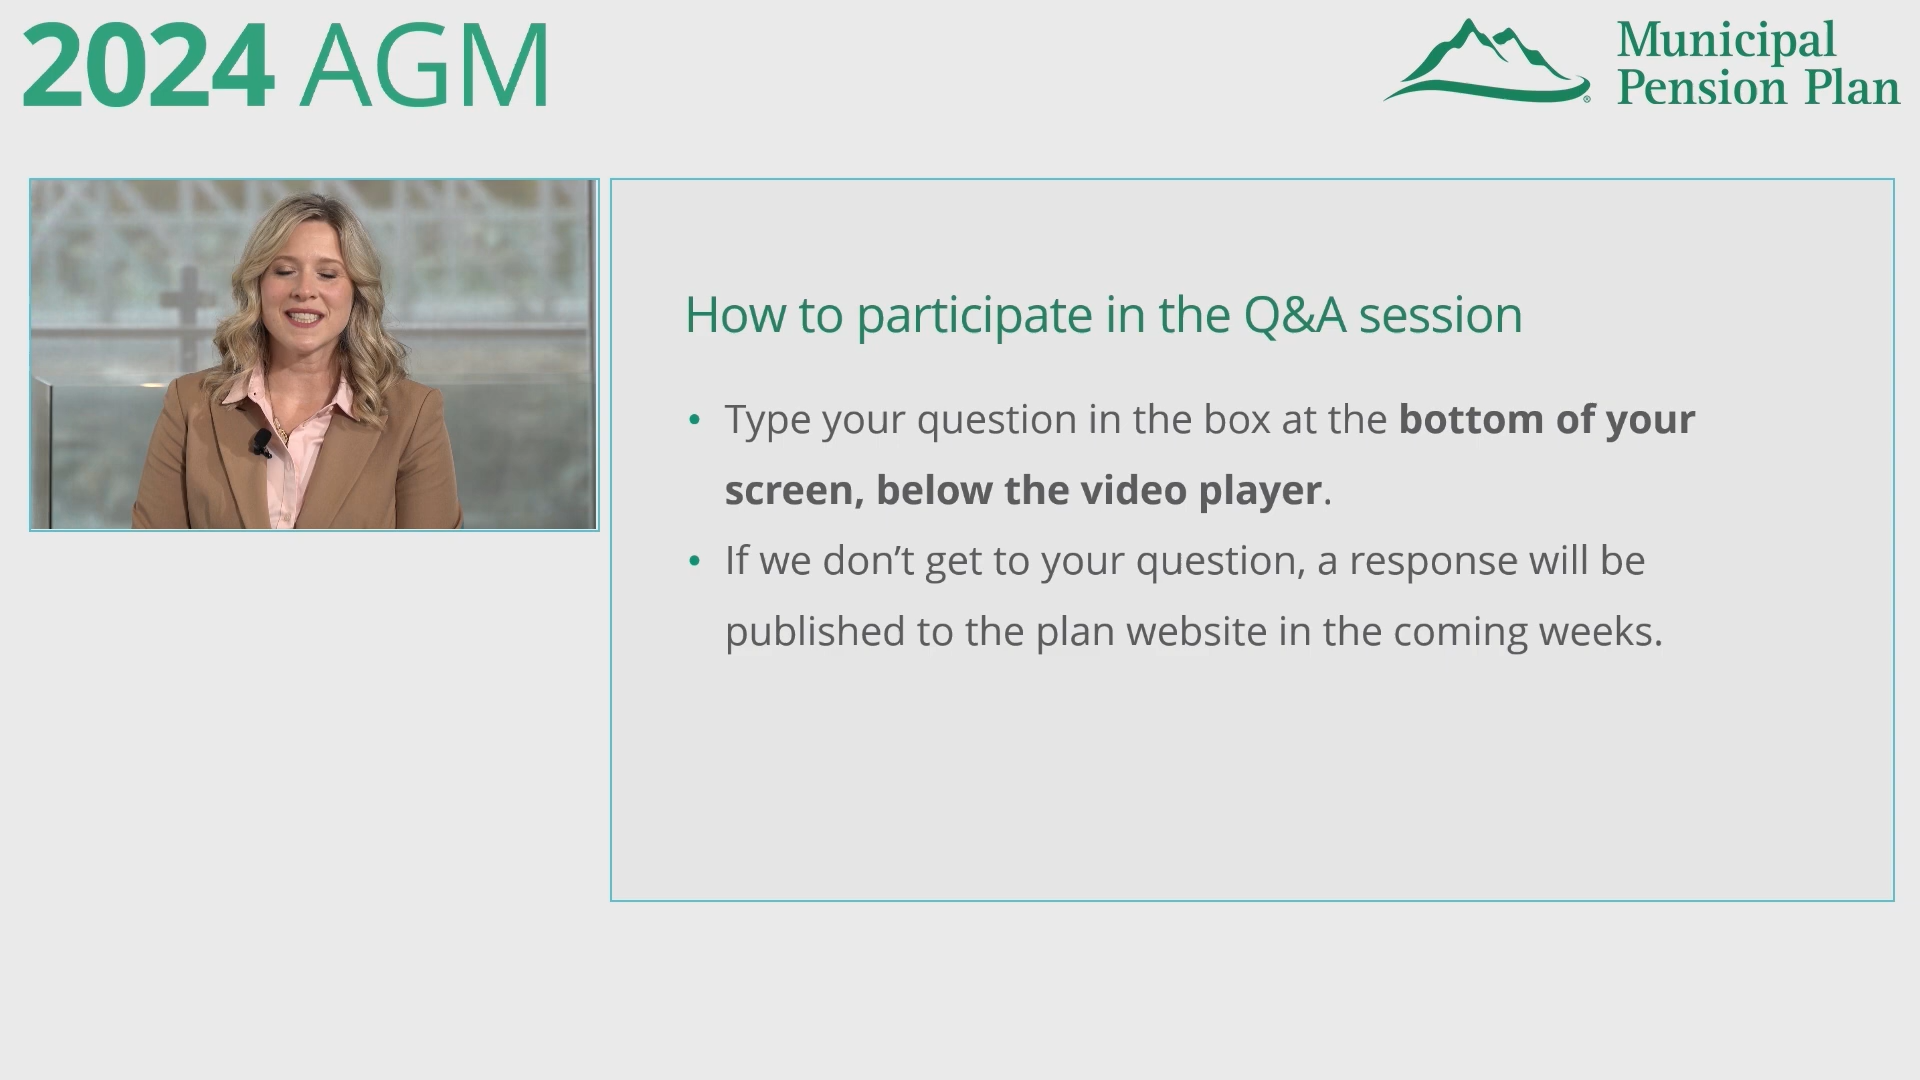 2024 AGM
Municipal
Pension Plan
®
How to participate in the Q&A session
• Type your question in the box at the bottom of your
screen, below the video player.
• If we don’t get to your question, a response will be
published to the plan website in the coming weeks.